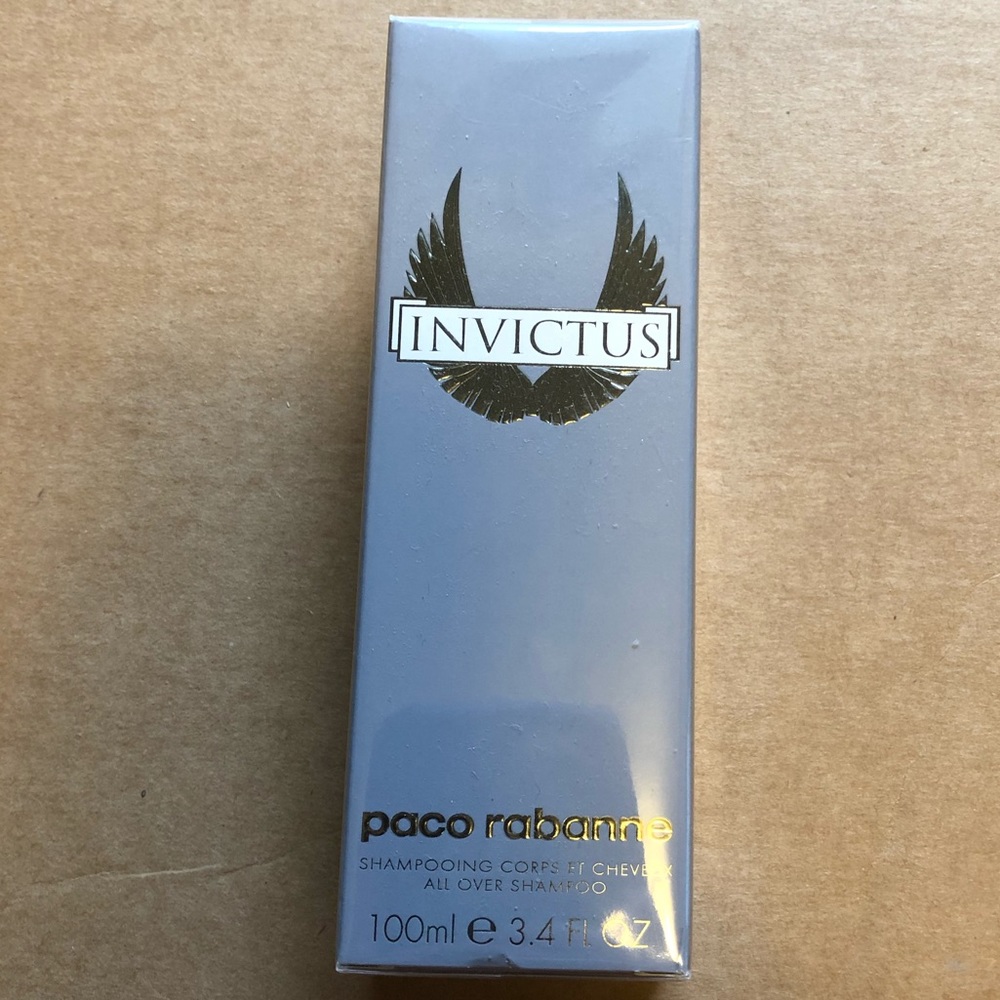 INVICTUS
paco rabanne
SHAMPOOING CORPS ET CHEVEUX
ALL OVER SHAMPOO
100ml e 3.4 FL OZ